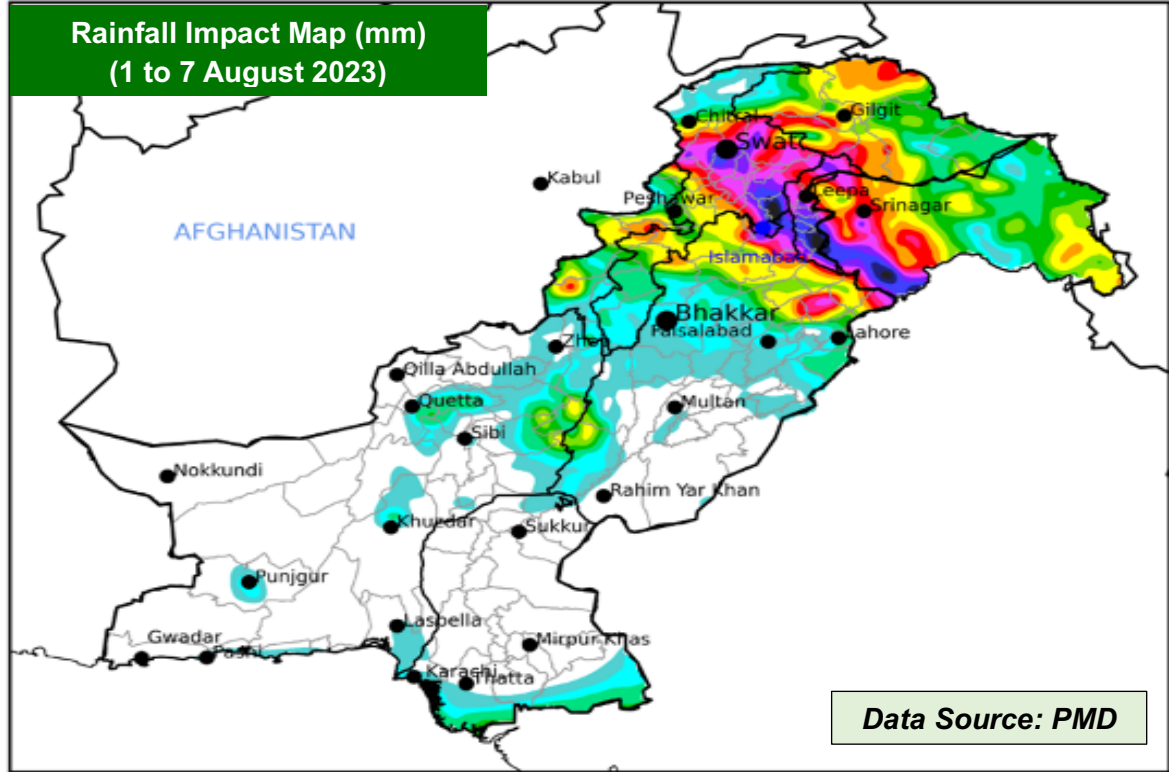 Rainfall Impact Map (mm)
(1 to 7 August 2023)
Chitral
Gilgit
Swat
Kabul
Leepa
Peshawar
Srinagar
AFGHANISTAN
Islamabad
Bhakkar
Faisalabad
Lahore
Zhob
Qilla Abdullah
Quetta
Multan
Sibi
Nokkundi
Rahim Yar Khan
Khuzdar
Sukkur
Punjgur
Lasbella
Gwadar
Pasni
Mirpur Khas
Karachi
Thatta
Data Source: PMD